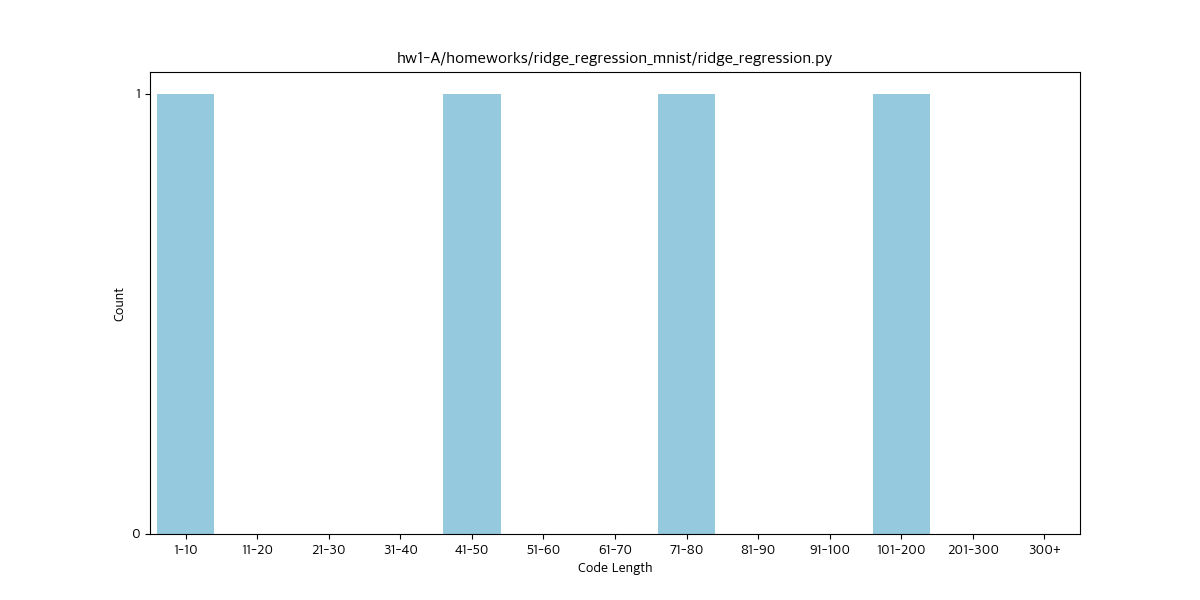 hw1-A/homeworks/ridge_regression_mnist/ridge_regression.py
1
Count
0
1-10 11-20 21-30 31-40 41-50 51-60 61-70 71-80 81-90 91-100 101-200 201-300 300+
Code Length